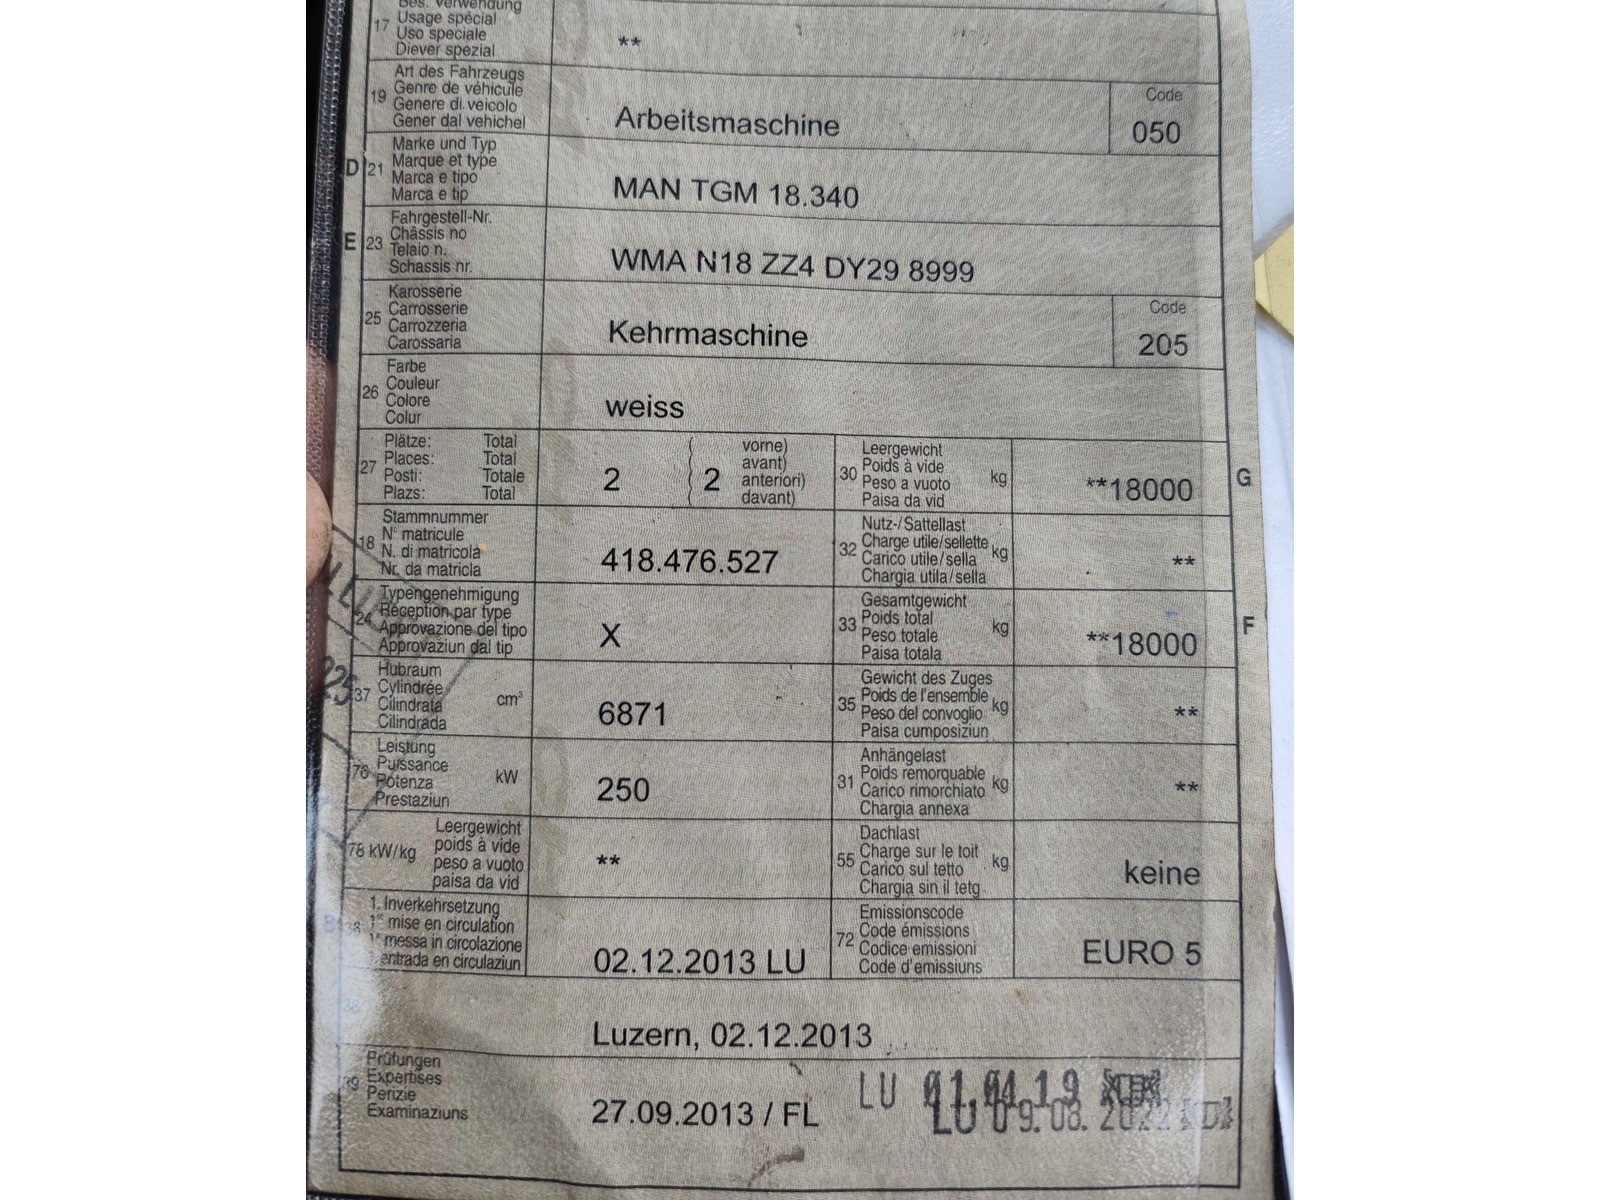 Bes. Verwendung
17 Usage spécial
Uso speciale **
Diever spezial
Art des Fahrzeugs
19 Genre de véhicule Code
Genere di veicolo Arbeitsmaschine 050
Gener dal vehichel
Marke und Typ
D 21 Marque et type
Marca e tipo MAN TGM 18.340
Marca e tip
Fahrgestell-Nr.
E 23 Châssis no
Telaio n. WMA N18 ZZ4 DY29 8999
Schassis nr.
Karosserie
25 Carrosserie Code
Carrozzeria Kehrmaschine 205
Carossaria
Farbe
26 Couleur
Colore weiss
Colur
27 Plätze: Total
Places: Total
Posti: Totale
Plazs: Total
2 ( 2 vorne)
avant)
anteriori)
davant)
30 Leergewicht
Poids à vide
Peso a vuoto
Paisa da vid
kg **18000 G
18 Stammnummer
N° matricule
N. di matricola
Nr. da matricla
418.476.527
32 Nutz-/Sattellast
Charge utile/sellette
Carico utile/sella
Chargia utila/sella
kg **
24 Typengenehmigung
Réception par type
Approvazione del tipo
Approvaziun dal tip
X
33 Gesamtgewicht
Poids total
Peso totale
Paisa totala
kg **18000 F
37 Hubraum
Cylindrée
Cilindrata
Cilindrada
cm³ 6871
35 Gewicht des Zuges
Poids de l'ensemble
Peso del convoglio
Paisa cumposiziun
kg **
76 Leistung
Puissance
Potenza
Prestaziun
kW 250
31 Anhängelast
Poids remorquable
Carico rimorchiato
Chargia annexa
kg **
78 kW/kg Leergewicht
poids à vide
peso a vuoto
paisa da vid
**
55 Dachlast
Charge sur le toit
Carico sul tetto
Chargia sin il tetg
kg keine
1. Inverkehrsetzung
1re mise en circulation
messa in circolazione
entrada en circulaziun
02.12.2013 LU
72 Emissionscode
Code émissions
Codice emissioni
Code d'emissiuns
EURO 5
Luzern, 02.12.2013
Prüfungen
Expertises
Perizie
Examinaziuns
27.09.2013 / FL
LU 01.04.19
LU 09.08.2022